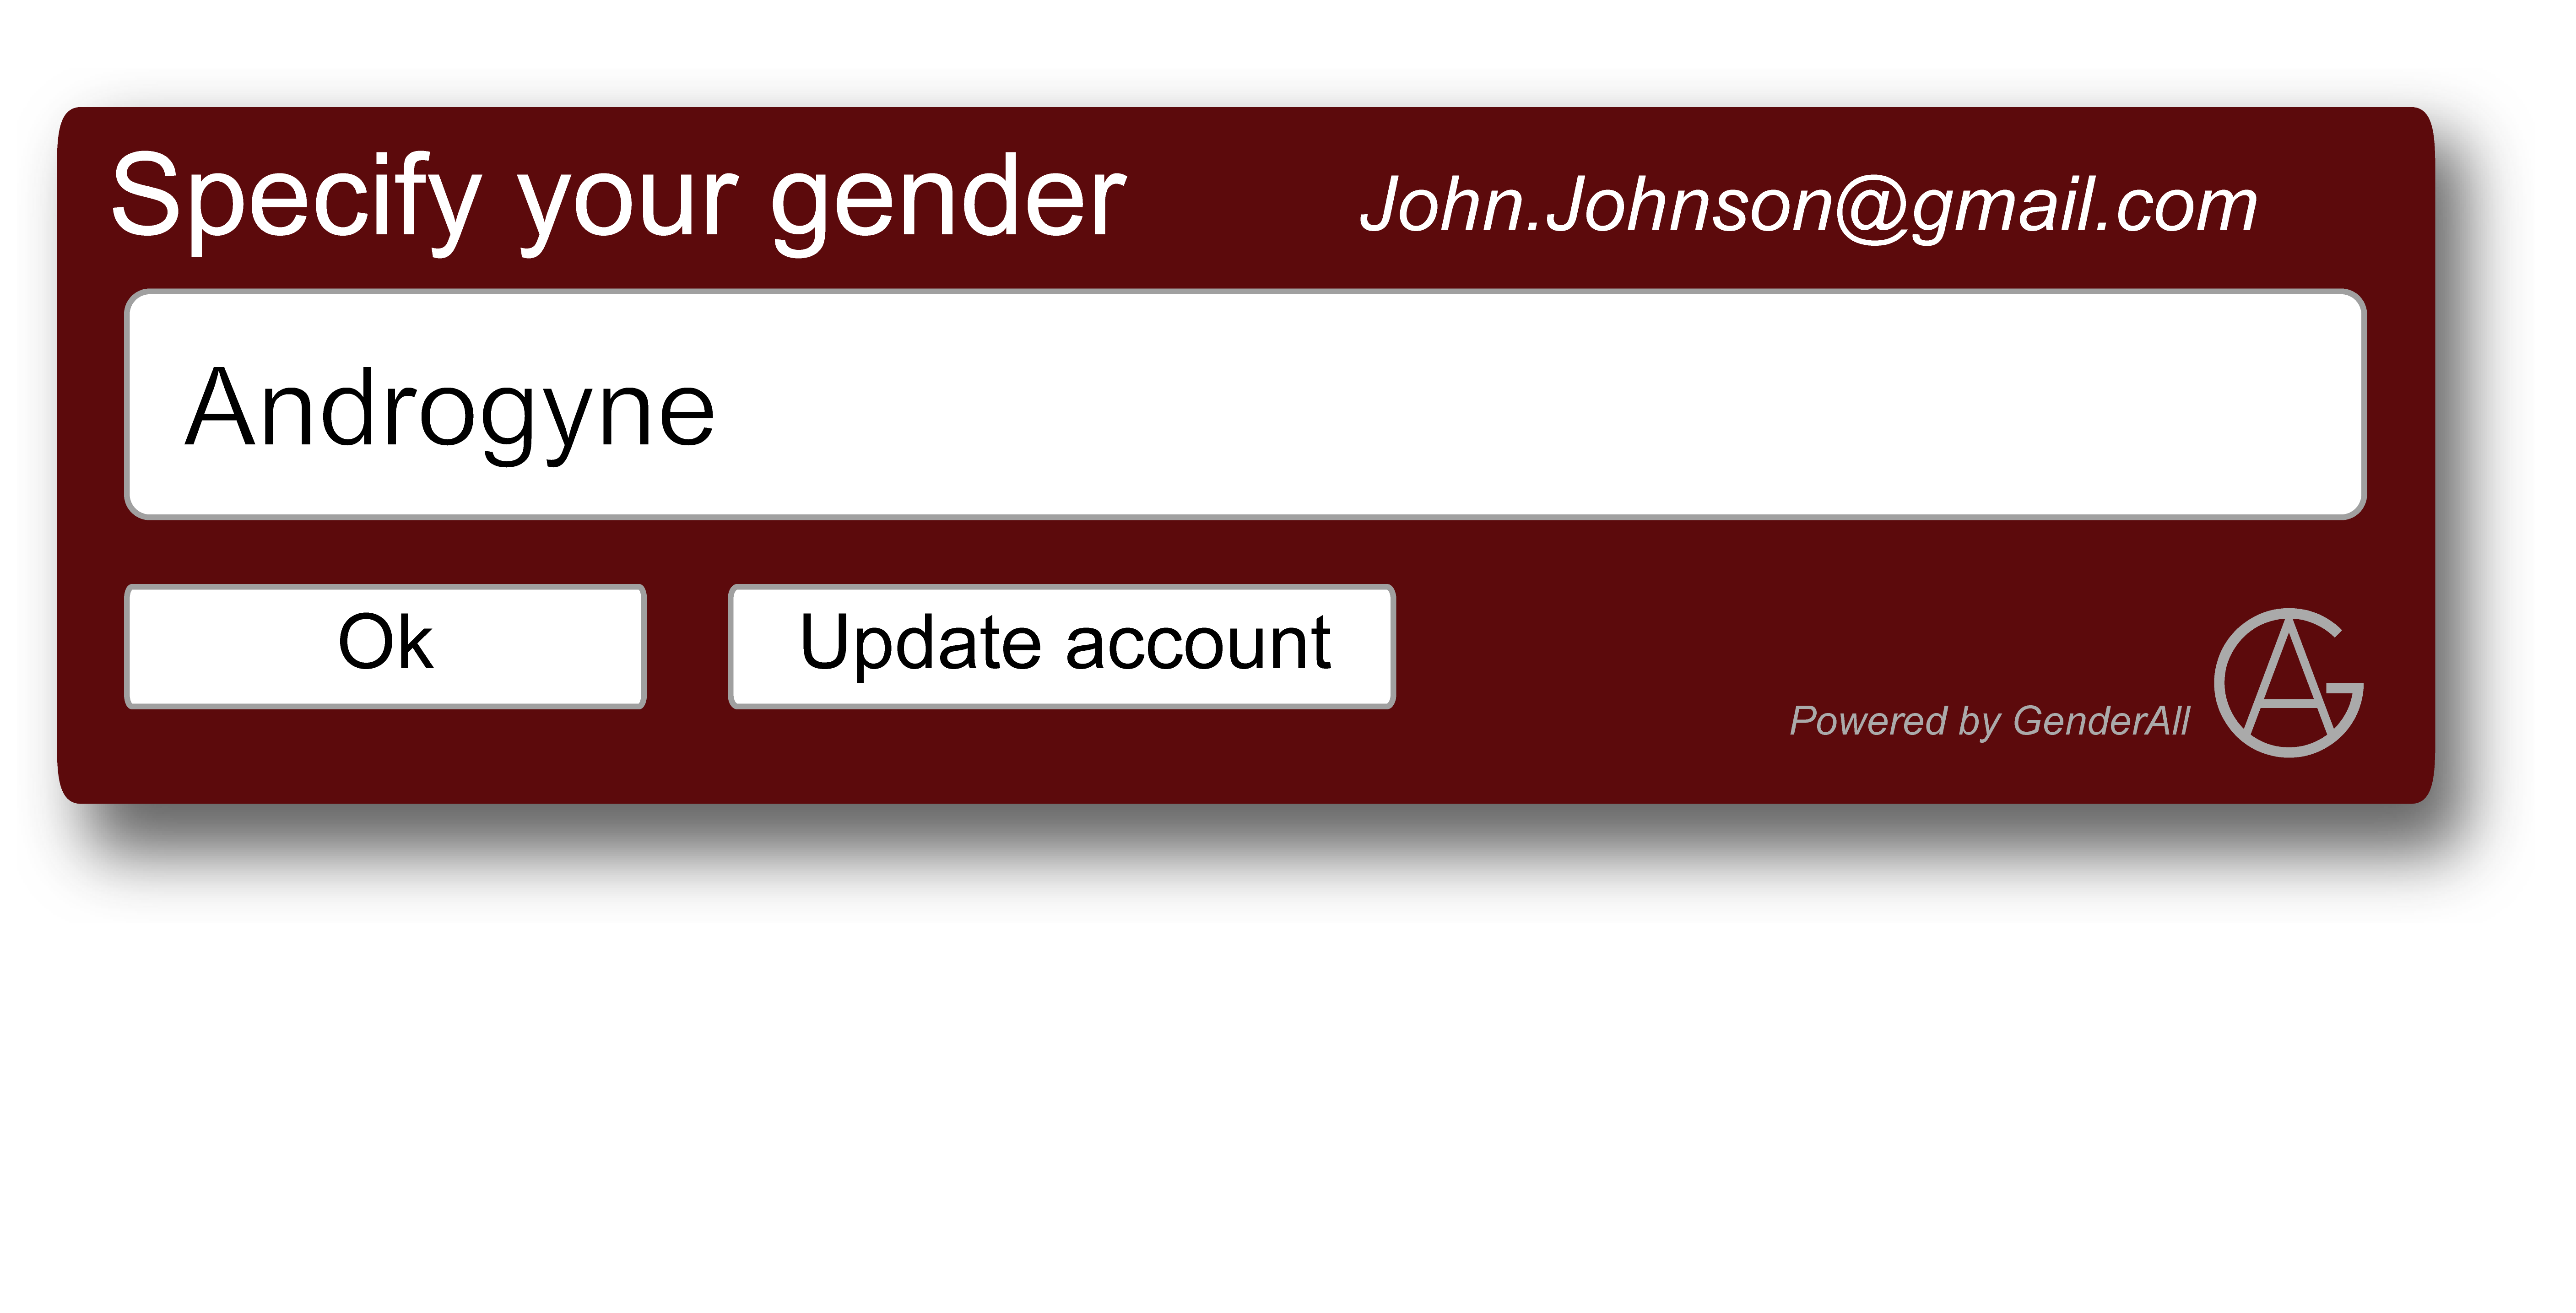 Specify your gender
John.Johnson@gmail.com
Androgyne
Ok
Update account
Powered by GenderAll